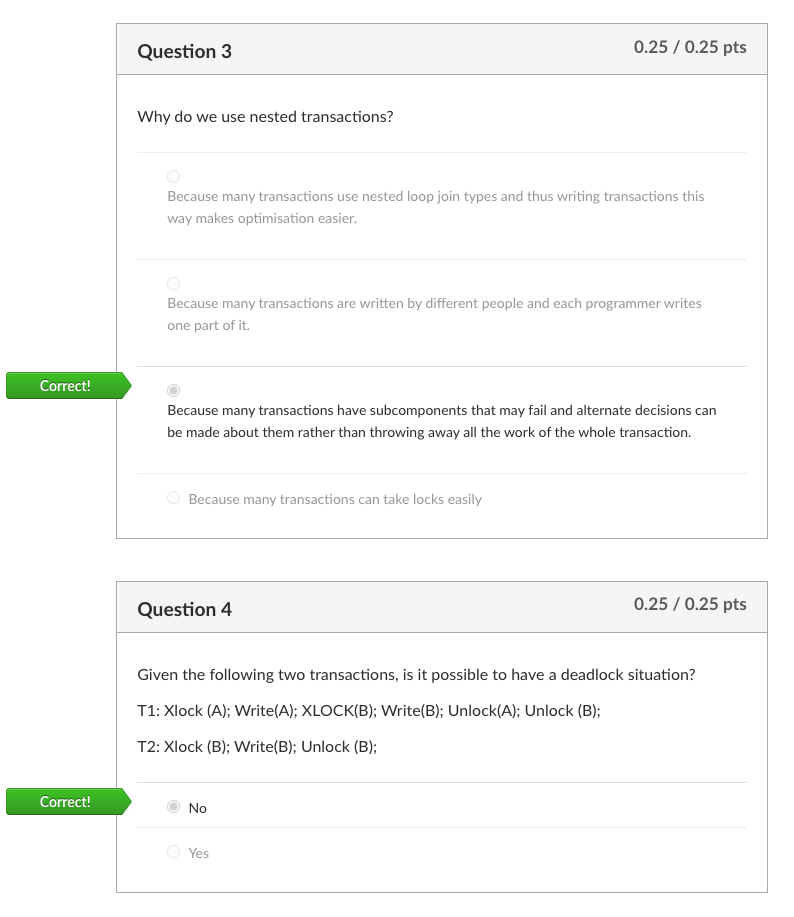 Question 3
0.25 / 0.25 pts
Why do we use nested transactions?
Because many transactions use nested loop join types and thus writing transactions this
way makes optimisation easier.
Because many transactions are written by different people and each programmer writes
one part of it.
Correct!
Because many transactions have subcomponents that may fail and alternate decisions can
be made about them rather than throwing away all the work of the whole transaction.
Because many transactions can take locks easily
Question 4
0.25 / 0.25 pts
Given the following two transactions, is it possible to have a deadlock situation?
T1: Xlock (A); Write(A); XLOCK(B); Write(B); Unlock(A); Unlock (B);
T2: Xlock (B); Write(B); Unlock (B);
Correct!
No
Yes